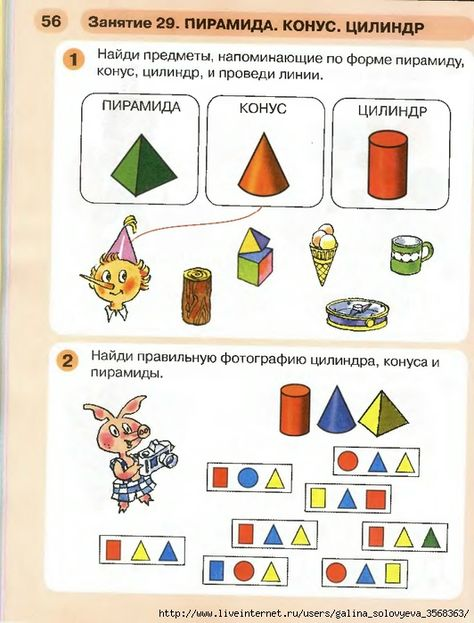 56
Занятие 29. ПИРАМИДА. КОНУС. ЦИЛИНДР
1
Найди предметы, напоминающие по форме пирамиду,
конус, цилиндр, и проведи линии.
ПИРАМИДА
КОНУС
ЦИЛИНДР
2
Найди правильную фотографию цилиндра, конуса и
пирамиды.
http://www.liveinternet.ru/users/galina_solovyeva_3568363/